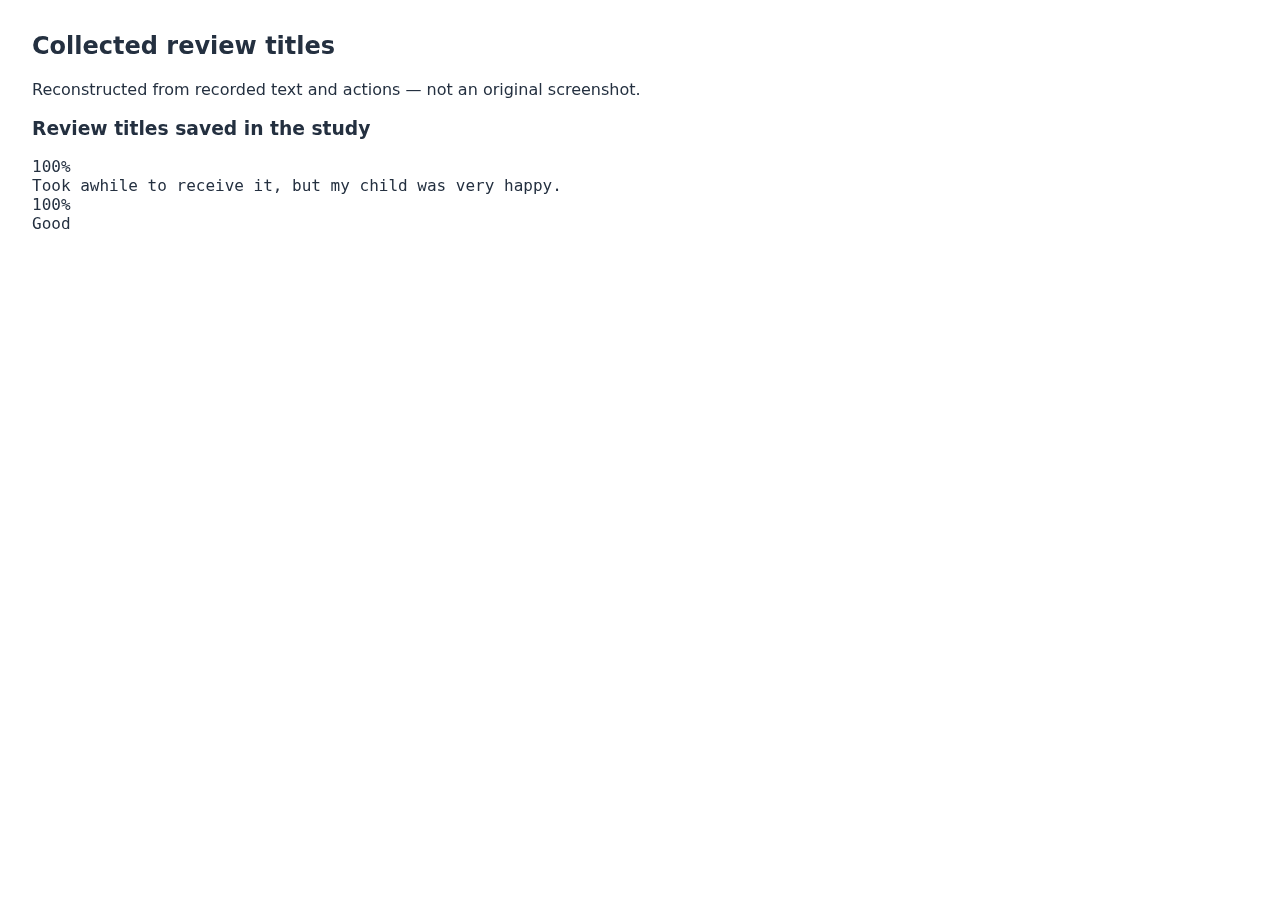 Collected review titles
Reconstructed from recorded text and actions — not an original screenshot.
Review titles saved in the study
100%
Took awhile to receive it, but my child was very happy.
100%
Good